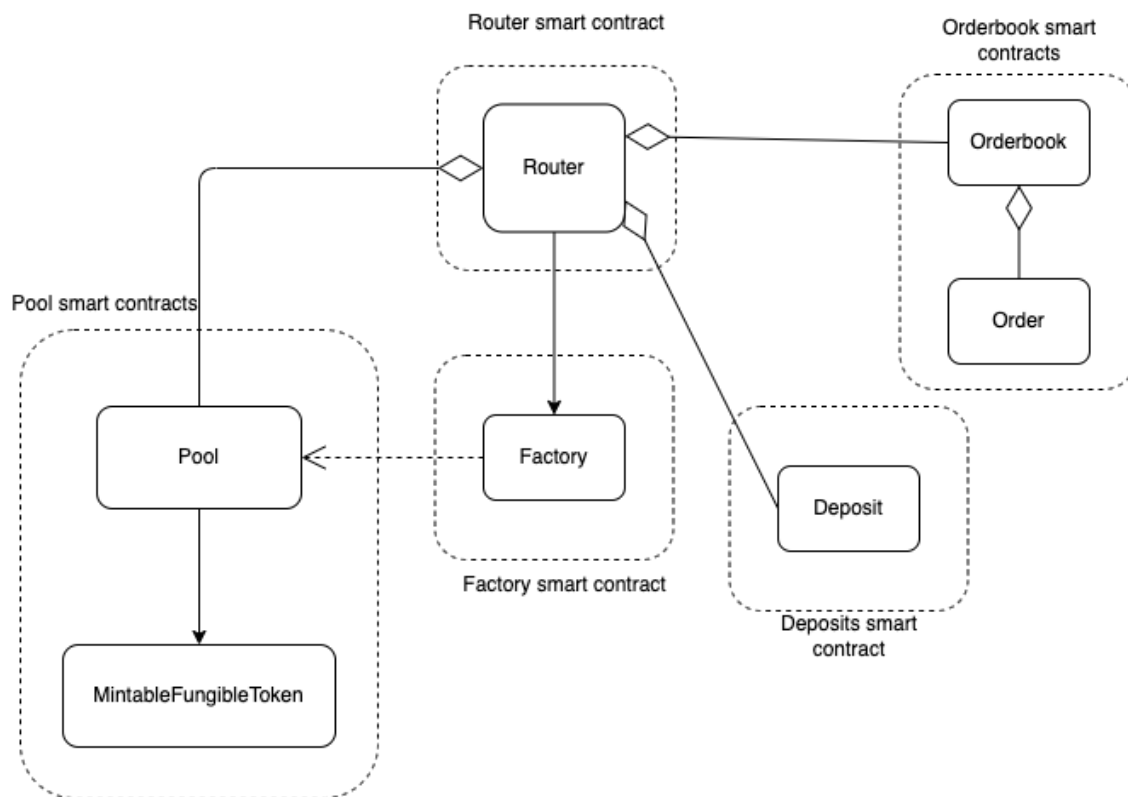 Router smart contract
Orderbook smart
contracts
Router
Orderbook
Order
Pool smart contracts
Pool
Factory
Deposit
Factory smart contract
Deposits smart
contract
MintableFungibleToken